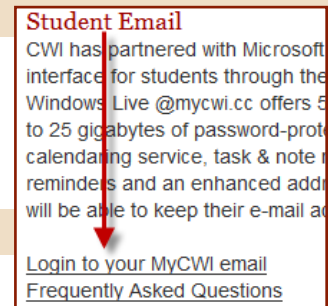 Student Email
CWI has partnered with Microsoft
interface for students through the
Windows Live @mycwi.cc offers 5
to 25 gigabytes of password-prote
calendaring service, task & note
reminders and an enhanced addr
will be able to keep their e-mail
Login to your MyCWI email
Frequently Asked Questions